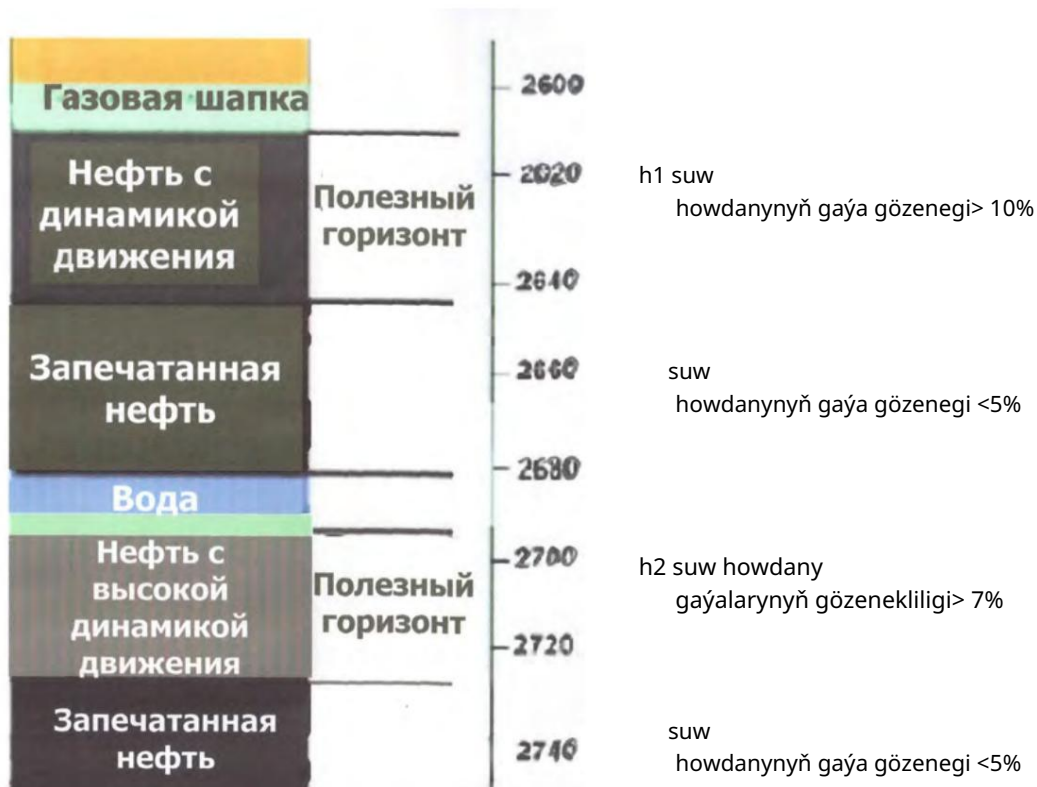 Газовая шапка
Нефть с
динамикой
движения
Полезный
горизонт
Запечатанная
нефть
Вода
Нефть с
высокой
динамикой
движения
Полезный
горизонт
Запечатанная
нефть
2600
2640
2660
2680
2700
2720
h1 suw
howdanynyň gaýa gözenegi> 10%
suw
howdanynyň gaýa gözenegi <5%
h2 suw howdany
gaýalarynyň gözenekliligi> 7%
suw
howdanynyň gaýa gözenegi <5%